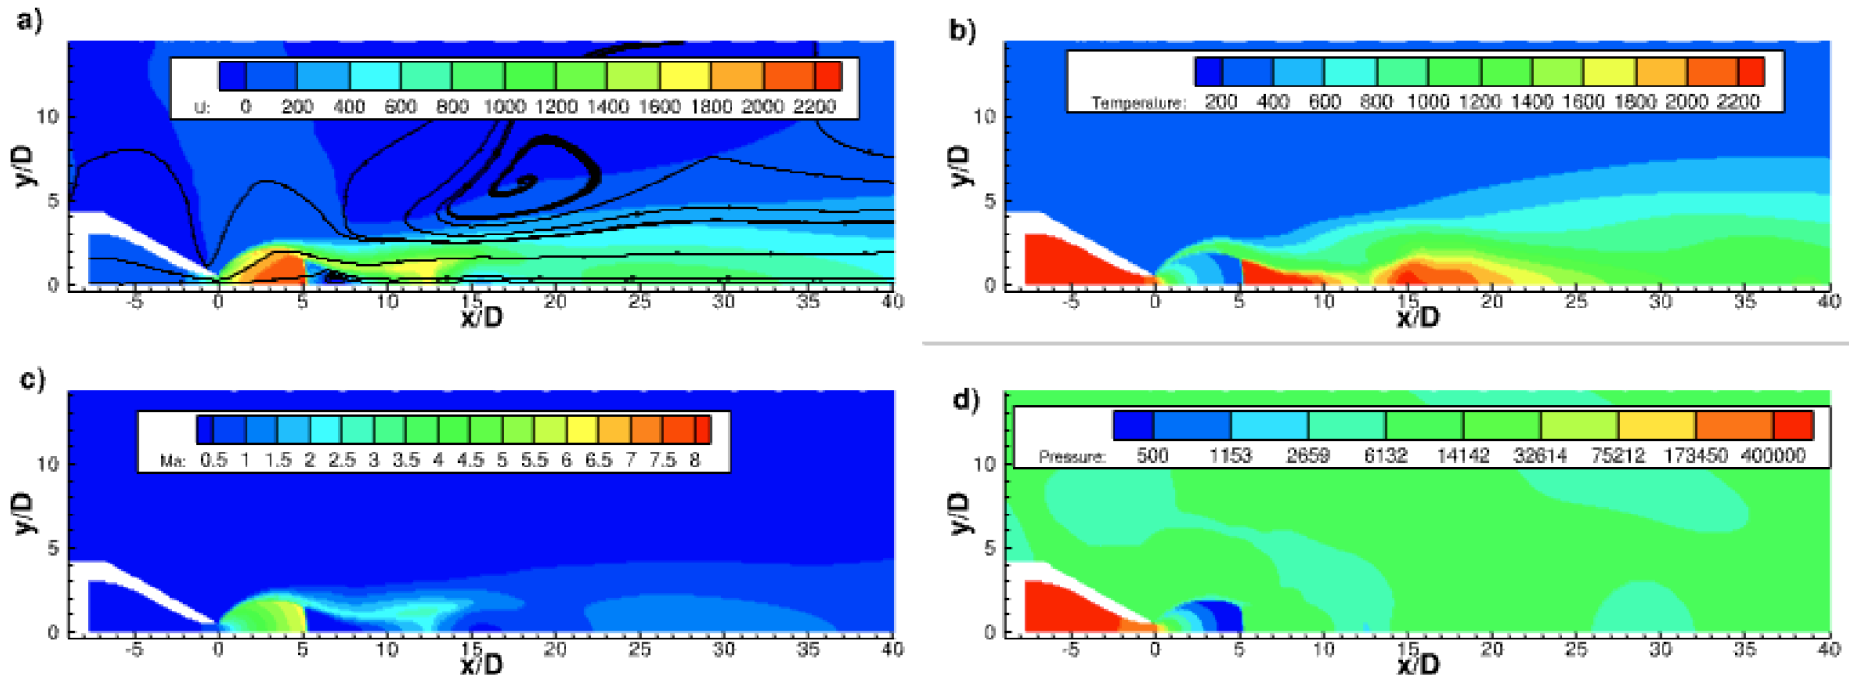 a)
U: 0 200 400 600 800 1000 1200 1400 1600 1800 2000 2200
y/D
10
5
0
-5 0 5 10 15 20 25 30 35 40
x/D
b)
Temperature: 200 400 600 800 1000 1200 1400 1600 1800 2000 2200
y/D
10
5
0
-5 0 5 10 15 20 25 30 35 40
x/D
c)
Ma: 0.5 1 1.5 2 2.5 3 3.5 4 4.5 5 5.5 6 6.5 7 7.5 8
y/D
10
5
0
-5 0 5 10 15 20 25 30 35 40
x/D
d)
Pressure: 500 1153 2659 6132 14142 32614 75212 173450 400000
y/D
10
5
0
-5 0 5 10 15 20 25 30 35 40
x/D